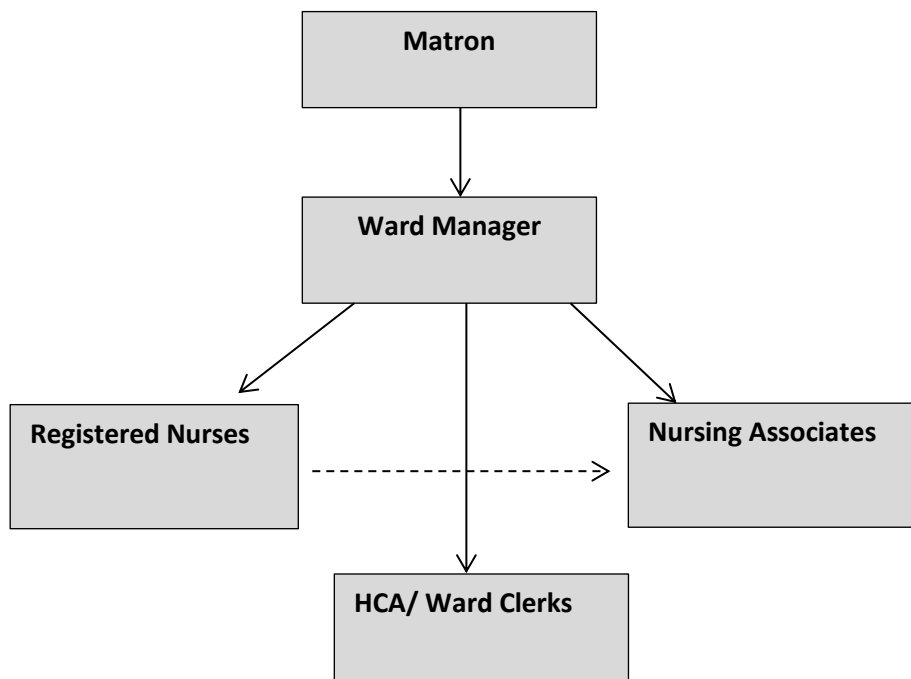 Matron
Ward Manager
Registered Nurses
Nursing Associates
HCA/ Ward Clerks